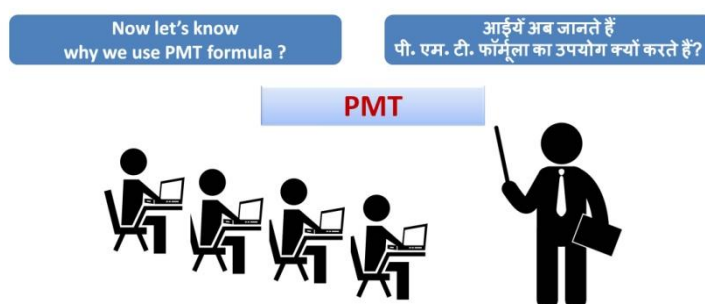 Now let's know
why we use PMT formula ?
आईयें अब जानते हैं
पी. एम. टी. फॉर्मूला का उपयोग क्यों करते हैं?
PMT